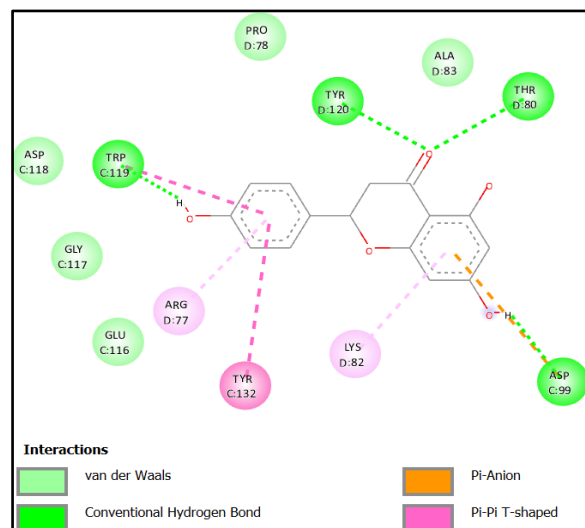 PRO
D:78
ALA
D:83
TYR
D:120
THR
D:80
ASP
C:118
TRP
C:119
H
O
O
O
GLY
C:117
O
ARG
D:77
GLU
C:116
LYS
D:82
O
H
TYR
C:132
ASP
C:99
Interactions
van der Waals
Pi-Anion
Conventional Hydrogen Bond
Pi-Pi T-shaped